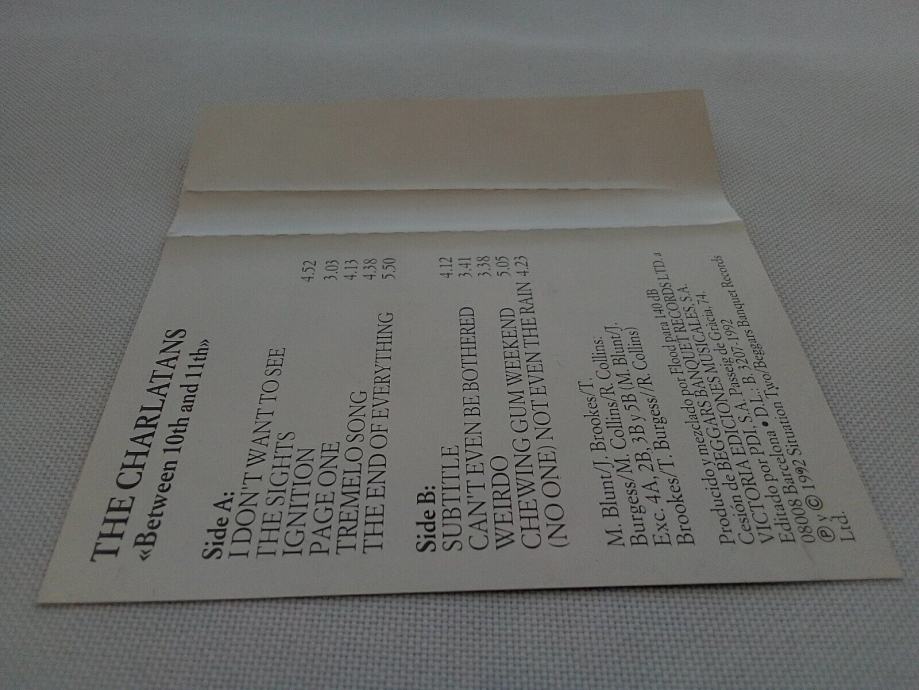 THE CHARLATANS
«Between 10th and 11th»
Side A:
I DON'T WANT TO SEE
THE SIGHTS 4.52
IGNITION 3.03
PAGE ONE 4.13
TREMELO SONG 4.38
THE END OF EVERYTHING 5.50
Side B:
SUBTITLE 4.12
CAN'T EVEN BE BOTHERED 3.41
WEIRDO 3.38
CHEWING GUM WEEKEND 5.05
(NO ONE) NOT EVEN THE RAIN 4.23
M. Blunt/J. Brookes/T.
Burgess/M. Collins/R. Collins.
Exc. 4A, 2B, 3B y 5B (M. Blunt/J.
Brookes/T. Burgess/R. Collins)
Producido y mezclado por Flood para 140 dB
Cesión de BEGGARS BANQUET RECORDS LTD. a
VICTORIA EDICIONES MUSICALES, S.A.
Editado por PDI, S.A. Passeig de Gràcia, 74.
08008 Barcelona • D.L.: B. 3207-1992
℗ y © 1992 Situation Two/Beggars Banquet Records
Ltd.